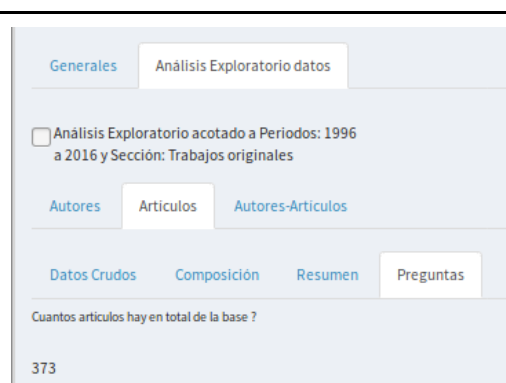 Generales Análisis Exploratorio datos
Análisis Exploratorio acotado a Periodos: 1996
a 2016 y Sección: Trabajos originales
Autores Articulos Autores-Articulos
Datos Crudos Composición Resumen Preguntas
Cuantos articulos hay en total de la base ?
373